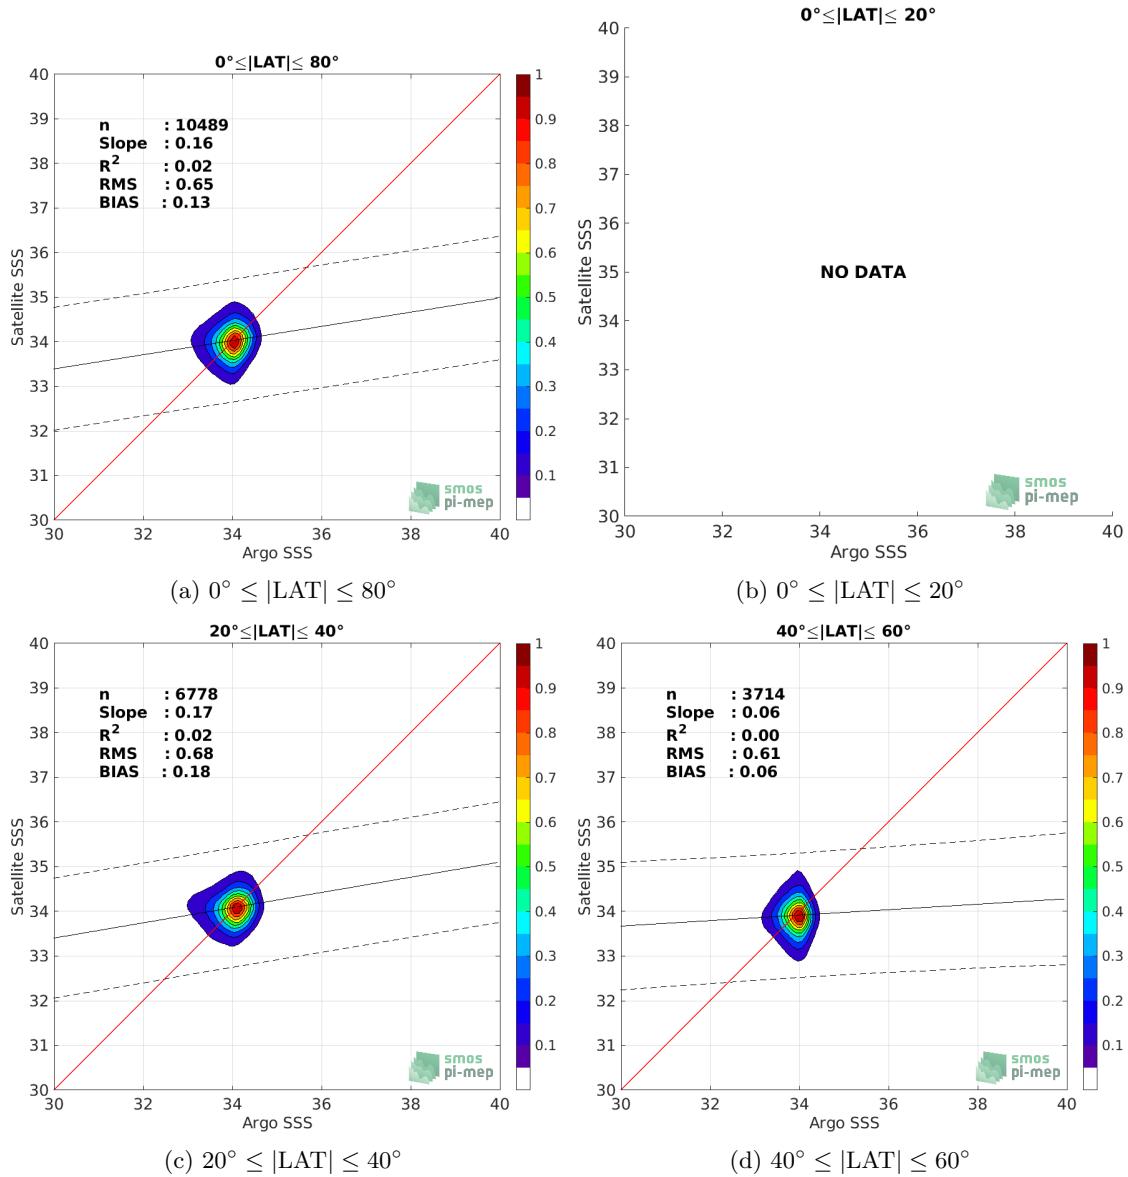 0°≤|LAT|≤ 80°
40
39
38
37
36
35
34
33
32
31
30
Satellite SSS
n : 10489
Slope : 0.16
R² : 0.02
RMS : 0.65
BIAS : 0.13
1
0.9
0.8
0.7
0.6
0.5
0.4
0.3
0.2
0.1
smos
pi-mep
30 32 34 36 38 40
Argo SSS
(a) 0° ≤ |LAT| ≤ 80°
0°≤|LAT|≤ 20°
40
39
38
37
36
35
34
33
32
31
30
Satellite SSS
NO DATA
smos
pi-mep
30 32 34 36 38 40
Argo SSS
(b) 0° ≤ |LAT| ≤ 20°
20°≤|LAT|≤ 40°
40
39
38
37
36
35
34
33
32
31
30
Satellite SSS
n : 6778
Slope : 0.17
R² : 0.02
RMS : 0.68
BIAS : 0.18
1
0.9
0.8
0.7
0.6
0.5
0.4
0.3
0.2
0.1
smos
pi-mep
30 32 34 36 38 40
Argo SSS
(c) 20° ≤ |LAT| ≤ 40°
40°≤|LAT|≤ 60°
40
39
38
37
36
35
34
33
32
31
30
Satellite SSS
n : 3714
Slope : 0.06
R² : 0.00
RMS : 0.61
BIAS : 0.06
1
0.9
0.8
0.7
0.6
0.5
0.4
0.3
0.2
0.1
smos
pi-mep
30 32 34 36 38 40
Argo SSS
(d) 40° ≤ |LAT| ≤ 60°